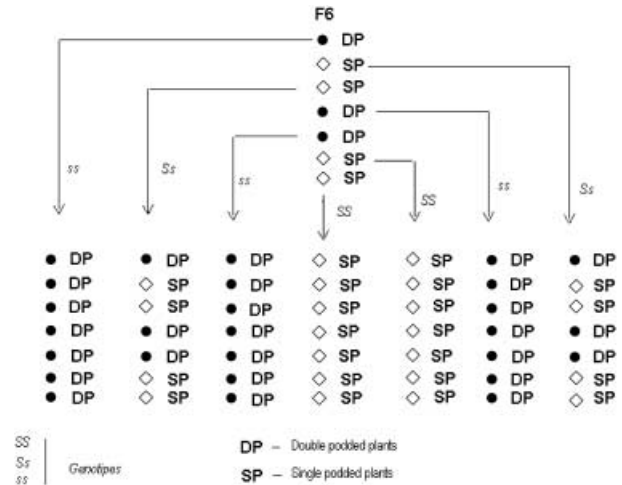 F6
DP
SP
SP
DP
DP
SP
SP
ss Ss ss SS SS ss Ss
DP DP DP SP SP DP DP
DP SP DP SP SP DP SP
DP SP DP SP SP DP SP
DP DP DP SP SP DP DP
DP DP DP SP SP DP DP
DP SP DP SP SP DP SP
DP SP DP SP SP DP SP
SS
Ss Genotipes
ss
DP – Double podded plants
SP – Single podded plants